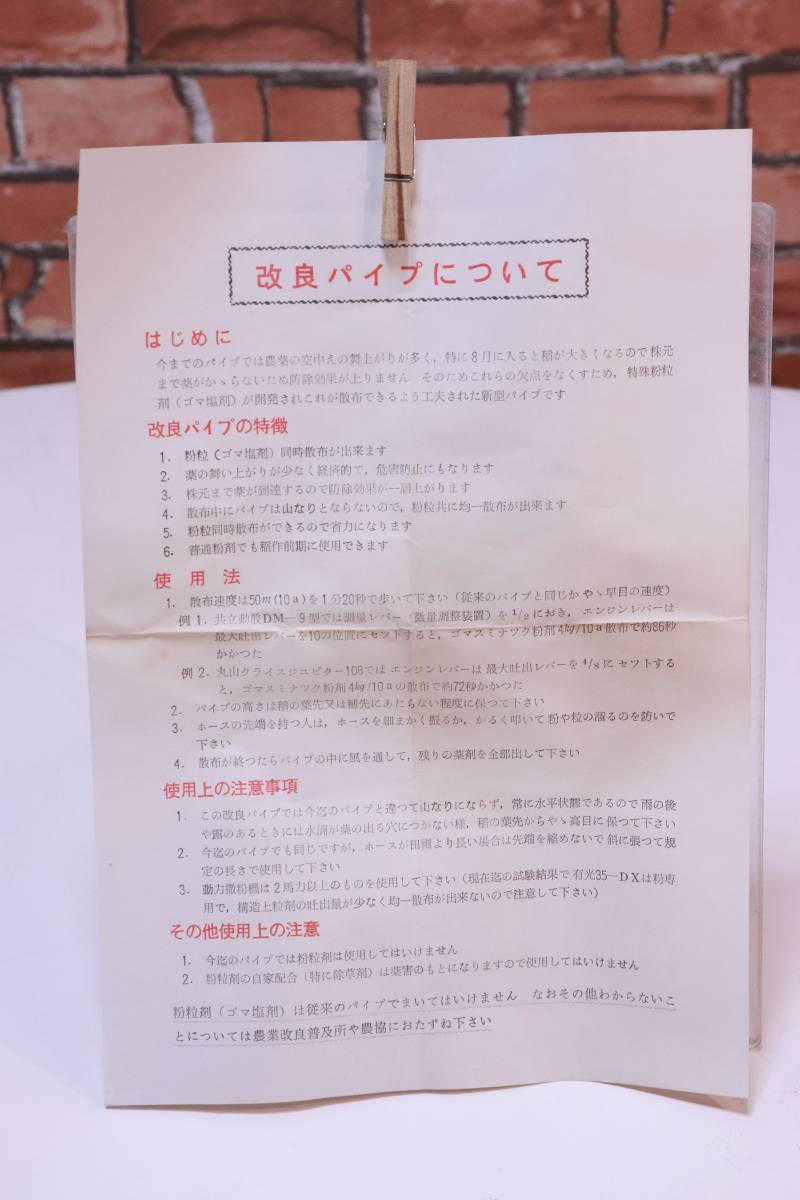 改良パイプについて
はじめに
今までのパイプでは農薬の空中えの舞上がりが多く，特に8月に入ると稲が大きくなるので株元
まで薬がかゝらないため防除効果が上りません　そのためこれらの欠点をなくすため，特殊粉粒
剤（ゴマ塩剤）が開発されこれが散布できるよう工夫された新型パイプです
改良パイプの特徴
1.　粉粒（ゴマ塩剤）同時散布が出来ます
2.　薬の舞い上がりが少なく経済的で，危害防止にもなります
3.　株元まで薬が到達するので防除効果が一層上がります
4.　散布中にパイプは山なりとならないので，粉粒共に均一散布が出来ます
5.　粉粒同時散布ができるので省力になります
6.　普通粉剤でも稲作前期に使用できます
使用法
1.　散布速度は50m(10a)を1分20秒で歩いて下さい（従来のパイプと同じかやゝ早目の速度）
例1．共立動散DM―9型では調量レバー（微量調整装置）を1/2におき，エンジンレバーは
最大吐出レバーを10の位置にセツトすると，ゴマスミナツク粉剤4kg/10a散布で約86秒
かかつた
例2．丸山クライスジユピター108ではエンジンレバーは最大吐出レバーを4/8にセツトする
と，ゴマスミナツク粉剤4kg/10aの散布で約72秒かかつた
2.　パイプの高さは稲の葉先又は穂先にあたらない程度に保つて下さい
3.　ホースの先端を持つ人は，ホースを細まかく振るか，かるく叩いて粉や粒の溜るのを防いで
下さい
4.　散布が終つたらパイプの中に風を通して，残りの薬剤を全部出して下さい
使用上の注意事項
1.　この改良パイプでは今迄のパイプと違つて山なりにならず，常に水平状態であるので雨の後
や露のあるときには水滴が薬の出る穴につかない様，稲の葉先からやゝ高目に保つて下さい
2.　今迄のパイプでも同じですが，ホースが田面より長い場合は先端を縮めないで斜に張つて規
定の長さで使用して下さい
3.　動力撒粉機は2馬力以上のものを使用して下さい（現在迄の試験結果で有光35―DXは粉専
用で，構造上粒剤の吐出量が少なく均一散布が出来ないので注意して下さい）
その他使用上の注意
1.　今迄のパイプでは粉粒剤は使用してはいけません
2.　粉粒剤の自家配合（特に除草剤）は薬害のもとになりますので使用してはいけません
粉粒剤（ゴマ塩剤）は従来のパイプでまいてはいけません　なおその他わからないこ
とについては農業改良普及所や農協におたずね下さい